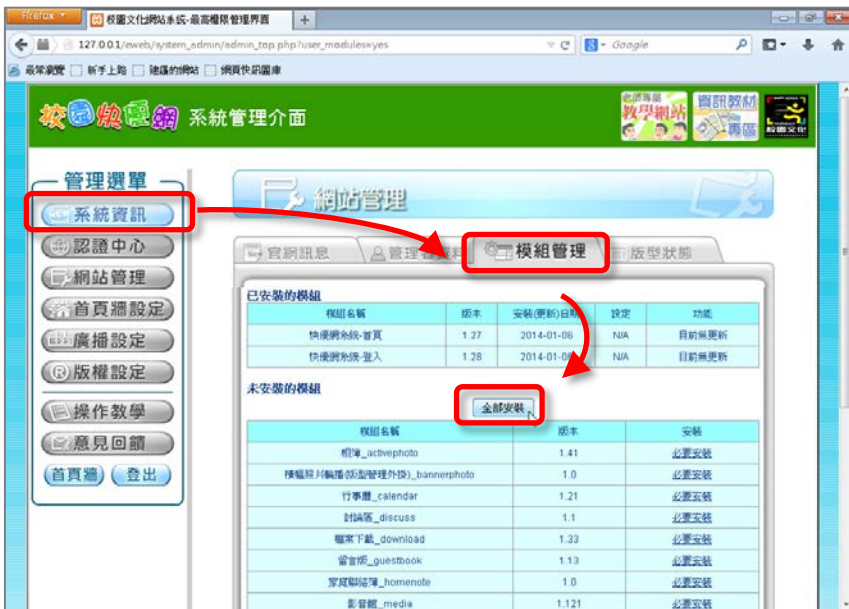 Firefox
校園文化網站系統-最高權限管理界面
127.0.0.1/eweb/system_admin/admin_top.php?user_modules=yes
Google
最常瀏覽 新手上路 建議的網站 網頁快訊圖庫
校園快優網 系統管理介面
老師專屬 教學網站
資訊教材 專區
校園文化
管理選單
系統資訊
認證中心
網站管理
首頁牆設定
廣播設定
版權設定
操作教學
意見回饋
首頁牆 登出
網站管理
官網訊息 管理者資料 模組管理 版型狀態
已安裝的模組
模組名稱 版本 安裝(更新)日期 設定 功能
快優網系統-首頁 1.27 2014-01-06 N/A 目前無更新
快優網系統-登入 1.28 2014-01-06 N/A 目前無更新
未安裝的模組
全部安裝
模組名稱 版本 安裝
相簿_activephoto 1.41 必要安裝
橫幅照片輪播(版型管理外掛)_bannerphoto 1.0 必要安裝
行事曆_calendar 1.21 必要安裝
討論區_discuss 1.1 必要安裝
檔案下載_download 1.33 必要安裝
留言版_guestbook 1.13 必要安裝
家庭聯絡簿_homenote 1.0 必要安裝
影音館_media 1.121 必要安裝